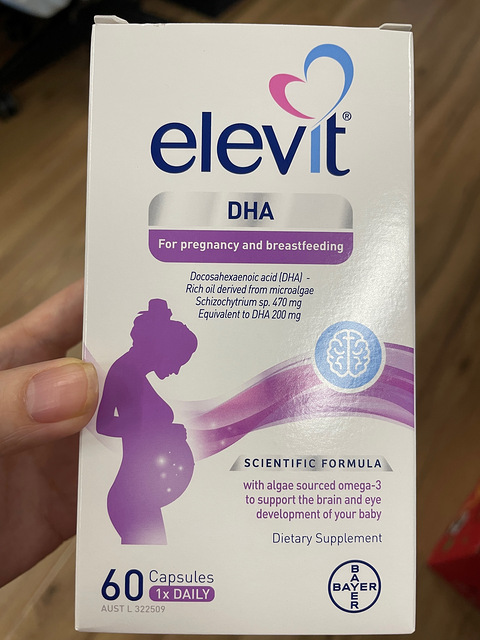 elevit®
DHA
For pregnancy and breastfeeding
Docosahexaenoic acid (DHA) -
Rich oil derived from microalgae
Schizochytrium sp. 470 mg
Equivalent to DHA 200 mg
SCIENTIFIC FORMULA
with algae sourced omega-3
to support the brain and eye
development of your baby
Dietary Supplement
60 Capsules
1x DAILY
AUST L 322509
BAYER
BAYER